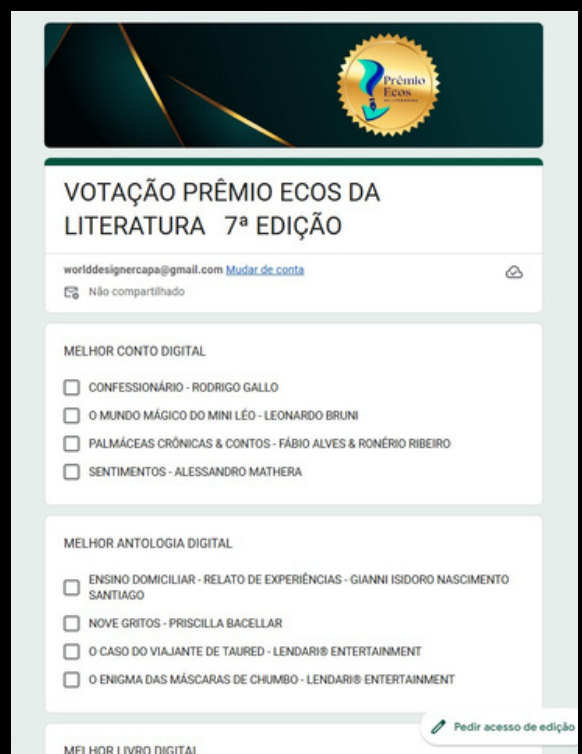 Prêmio
Ecos
DA LITERATURA
VOTAÇÃO PRÊMIO ECOS DA
LITERATURA 7ª EDIÇÃO
worlddesignercapa@gmail.com Mudar de conta
Não compartilhado
MELHOR CONTO DIGITAL
CONFESSIONÁRIO - RODRIGO GALLO
O MUNDO MÁGICO DO MINI LÉO - LEONARDO BRUNI
PALMÁCEAS CRÔNICAS & CONTOS - FÁBIO ALVES & RONÉRIO RIBEIRO
SENTIMENTOS - ALESSANDRO MATHERA
MELHOR ANTOLOGIA DIGITAL
ENSINO DOMICILIAR - RELATO DE EXPERIÊNCIAS - GIANNI ISIDORO NASCIMENTO
SANTIAGO
NOVE GRITOS - PRISCILLA BACELLAR
O CASO DO VIAJANTE DE TAURED - LENDARI® ENTERTAINMENT
O ENIGMA DAS MÁSCARAS DE CHUMBO - LENDARI® ENTERTAINMENT
Pedir acesso de edição
MELHOR LIVRO DIGITAL